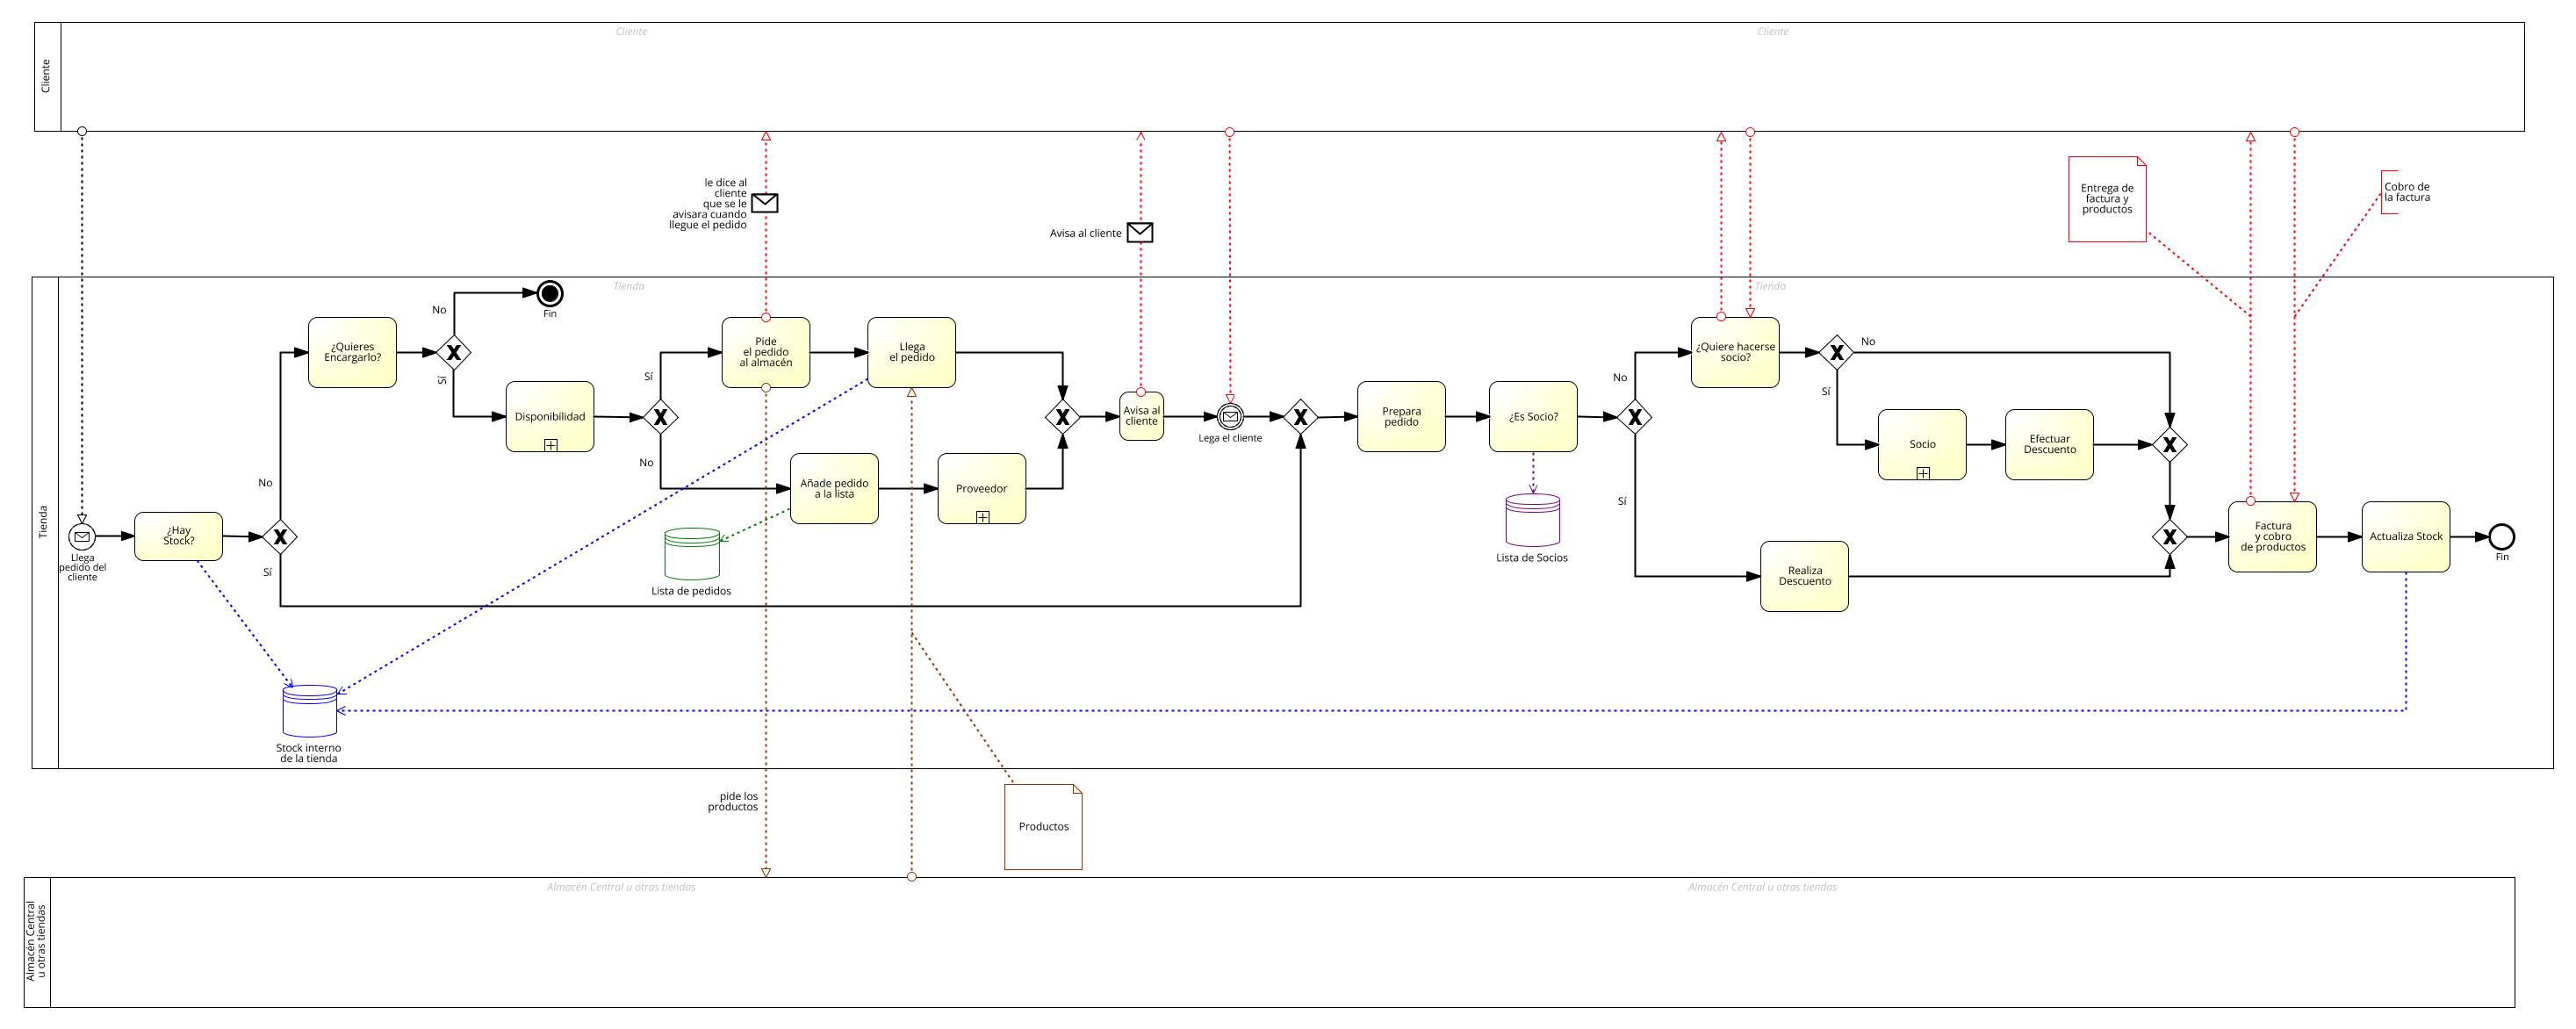 Cliente
Cliente
Cliente
le dice al
cliente
que se le
avisara cuando
llegue el pedido
Avisa al cliente
Entrega de
factura y
productos
Cobro de
la factura
Tienda
Tienda
Tienda
Llega
pedido del
cliente
¿Hay
Stock?
No
Sí
¿Quieres
Encargarlo?
No
Sí
Fin
Disponibilidad
Sí
No
Pide
el pedido
al almacén
Llega
el pedido
Añade pedido
a la lista
Proveedor
Lista de pedidos
Avisa al
cliente
Lega el cliente
Prepara
pedido
¿Es Socio?
Lista de Socios
No
Sí
¿Quiere hacerse
socio?
No
Sí
Socio
Efectuar
Descuento
Realiza
Descuento
Factura
y cobro
de productos
Actualiza Stock
Fin
Stock interno
de la tienda
pide los
productos
Productos
Almacén Central
u otras tiendas
Almacén Central u otras tiendas
Almacén Central u otras tiendas